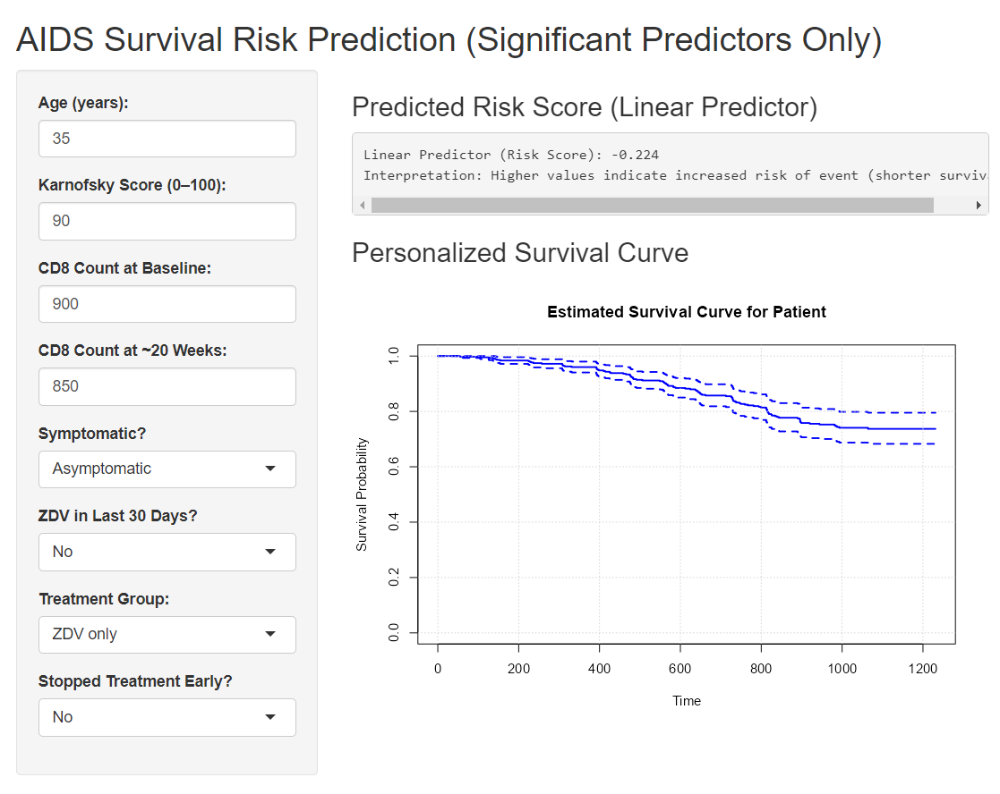 AIDS Survival Risk Prediction (Significant Predictors Only)
Age (years):
35
Karnofsky Score (0–100):
90
CD8 Count at Baseline:
900
CD8 Count at ~20 Weeks:
850
Symptomatic?
Asymptomatic
ZDV in Last 30 Days?
No
Treatment Group:
ZDV only
Stopped Treatment Early?
No
Predicted Risk Score (Linear Predictor)
Linear Predictor (Risk Score): -0.224
Interpretation: Higher values indicate increased risk of event (shorter surviv
Personalized Survival Curve
Estimated Survival Curve for Patient
Survival Probability
1.0
0.8
0.6
0.4
0.2
0.0
0 200 400 600 800 1000 1200
Time